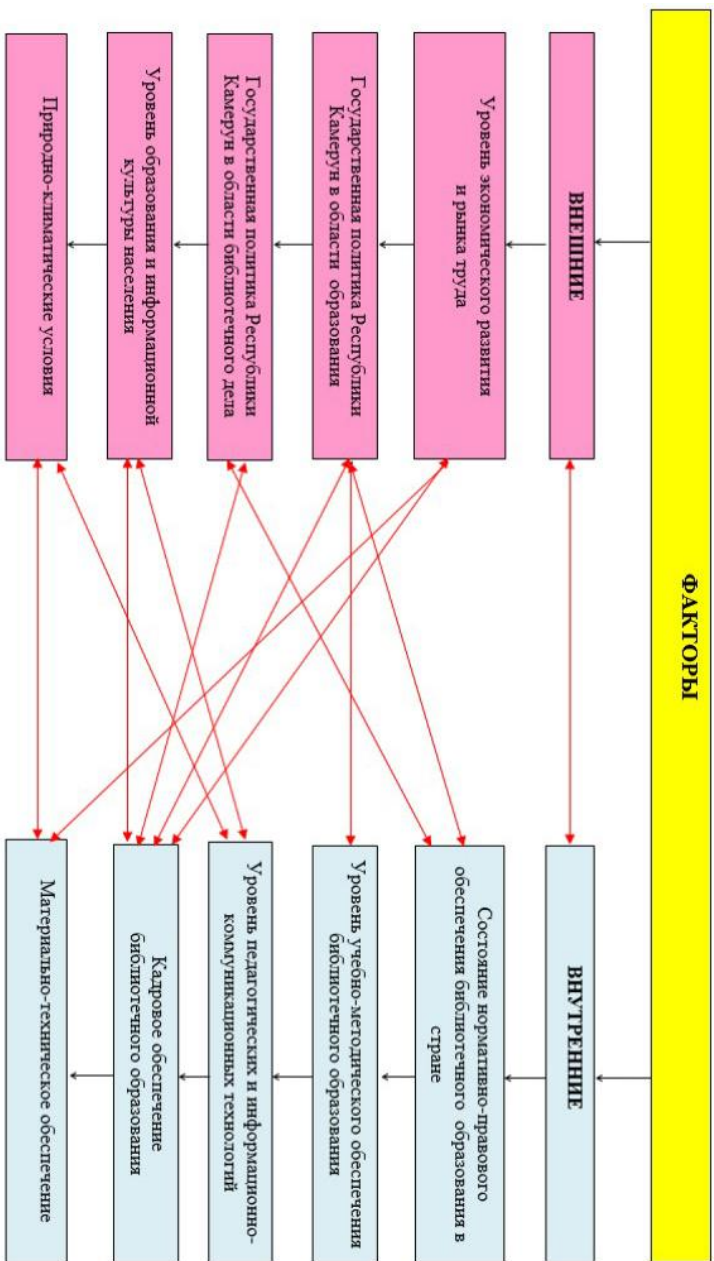 ФАКТОРЫ
ВНЕШНИЕ
Уровень экономического развития
и рынка труда
Государственная политика Республики
Камерун в области образования
Государственная политика Республики
Камерун в области библиотечного дела
Уровень образования и информационной
культуры населения
Природно-климатические условия
ВНУТРЕННИЕ
Состояние нормативно-правового
обеспечения библиотечного образования в
стране
Уровень учебно-методического обеспечения
библиотечного образования
Уровень педагогических и информационно-
коммуникационных технологий
Кадровое обеспечение
библиотечного образования
Материально-техническое обеспечение